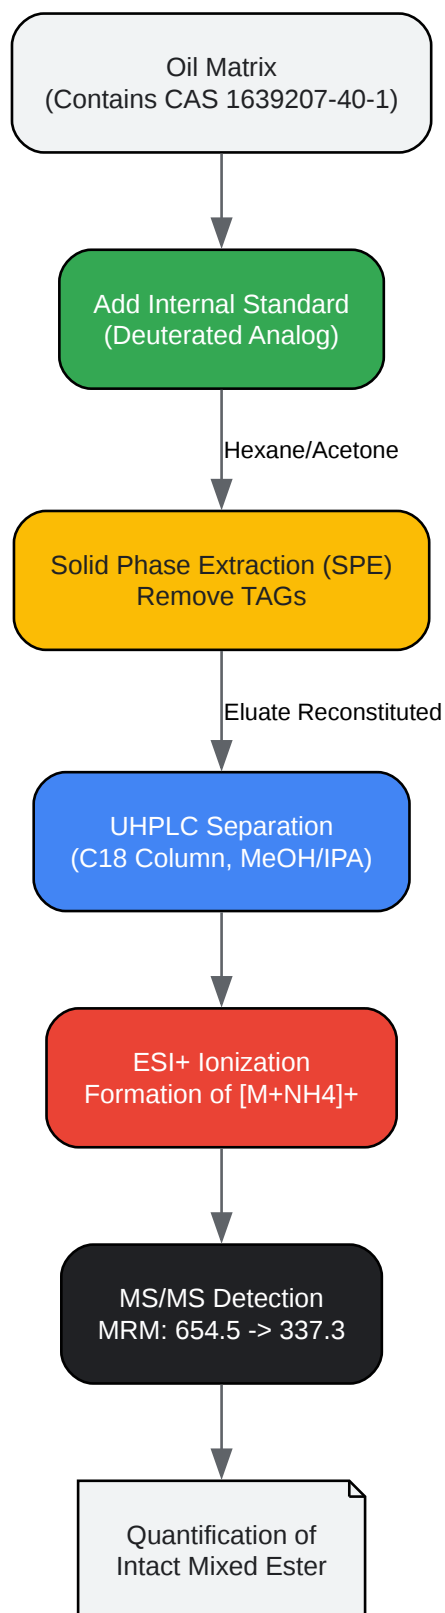 Oil Matrix
(Contains CAS 1639207-40-1)
Add Internal Standard
(Deuterated Analog)
Hexane/Acetone
Solid Phase Extraction (SPE)
Remove TAGs
Eluate Reconstituted
UHPLC Separation
(C18 Column, MeOH/IPA)
ESI+ Ionization
Formation of [M+NH4]+
MS/MS Detection
MRM: 654.5 -> 337.3
Quantification of
Intact Mixed Ester